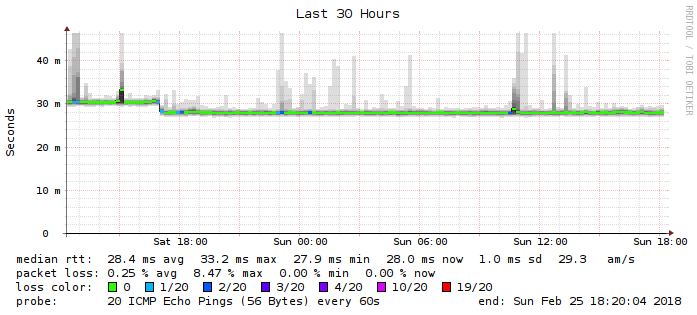 Last 30 Hours
RRDTOOL / TOBI OETIKER
Seconds
40 m
30 m
20 m
10 m
0
Sat 18:00 Sun 00:00 Sun 06:00 Sun 12:00 Sun 18:00
median rtt: 28.4 ms avg 33.2 ms max 27.9 ms min 28.0 ms now 1.0 ms sd 29.3 am/s
packet loss: 0.25 % avg 8.47 % max 0.00 % min 0.00 % now
loss color: 0 1/20 2/20 3/20 4/20 10/20 19/20
probe: 20 ICMP Echo Pings (56 Bytes) every 60s end: Sun Feb 25 18:20:04 2018